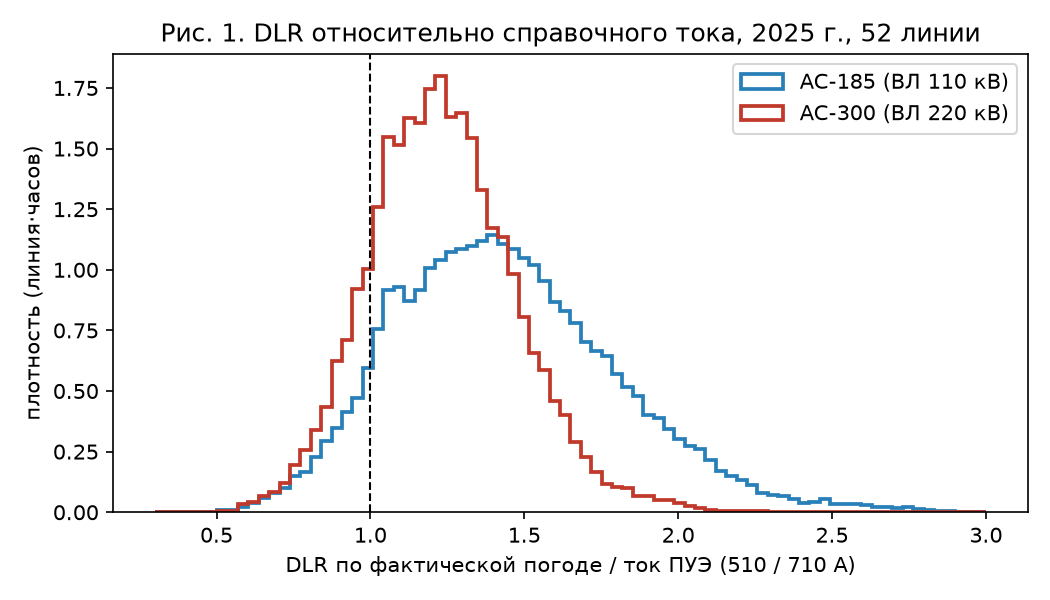 Рис. 1. DLR относительно справочного тока, 2025 г., 52 линии
АС-185 (ВЛ 110 кВ)
АС-300 (ВЛ 220 кВ)
плотность (линия·часов)
1.75
1.50
1.25
1.00
0.75
0.50
0.25
0.00
0.5 1.0 1.5 2.0 2.5 3.0
DLR по фактической погоде / ток ПУЭ (510 / 710 А)